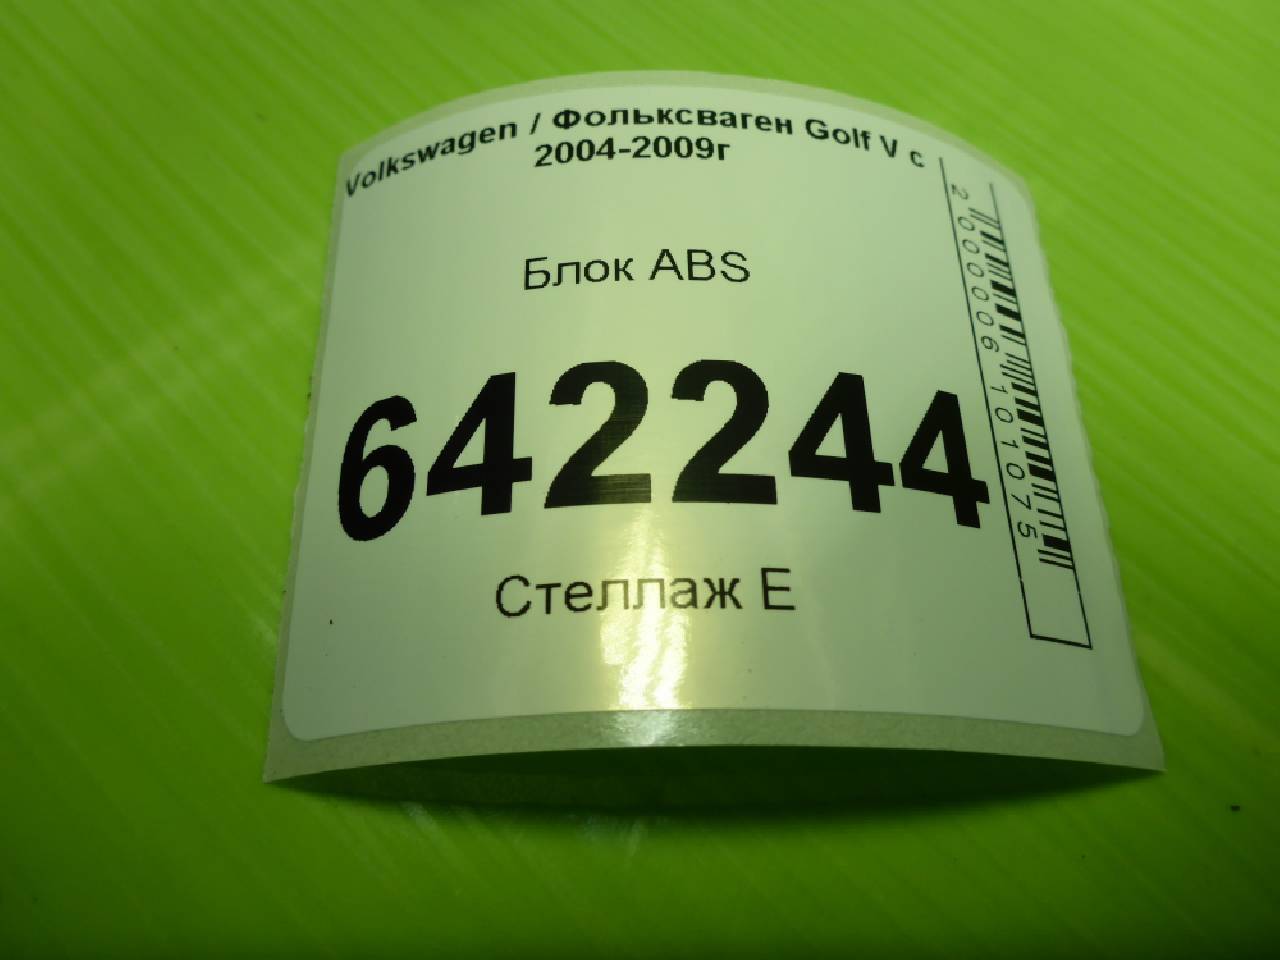 Volkswagen / Фольксваген Golf V с
2004-2009г
Блок ABS
642244
Стеллаж Е
2000006101075